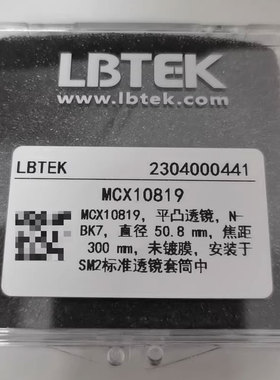 LBTEK
www.lbtek.com
LBTEK 2304000441
MCX10819
MCX10819, 平凸透镜, N-
BK7, 直径 50.8 mm, 焦距
300 mm, 未镀膜, 安装于
SM2标准透镜套筒中